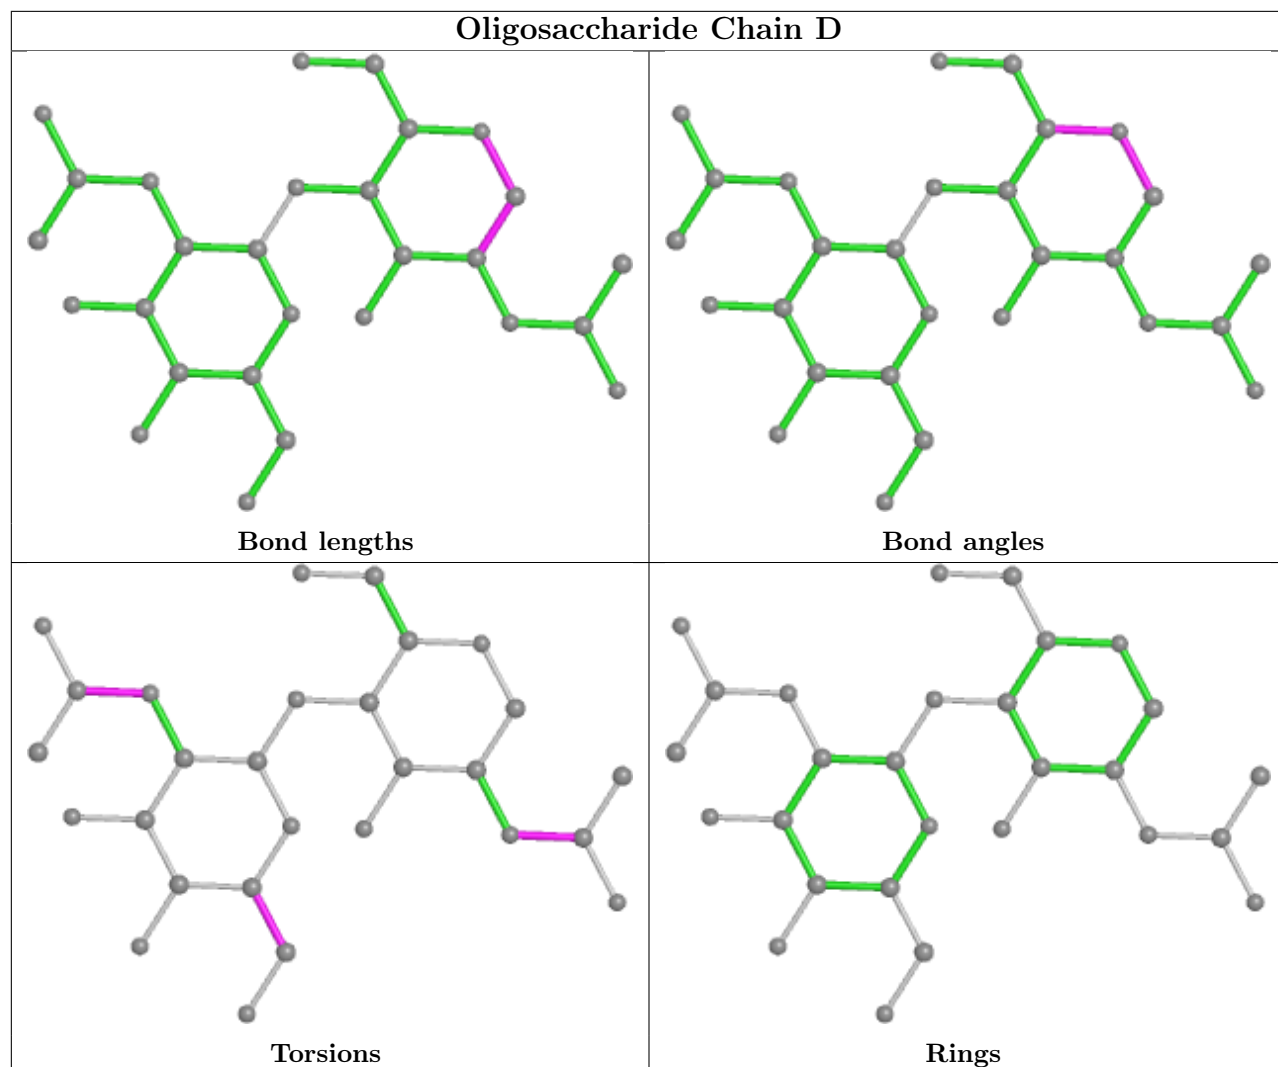 Oligosaccharide Chain D
Bond lengths
Bond angles
Torsions
Rings